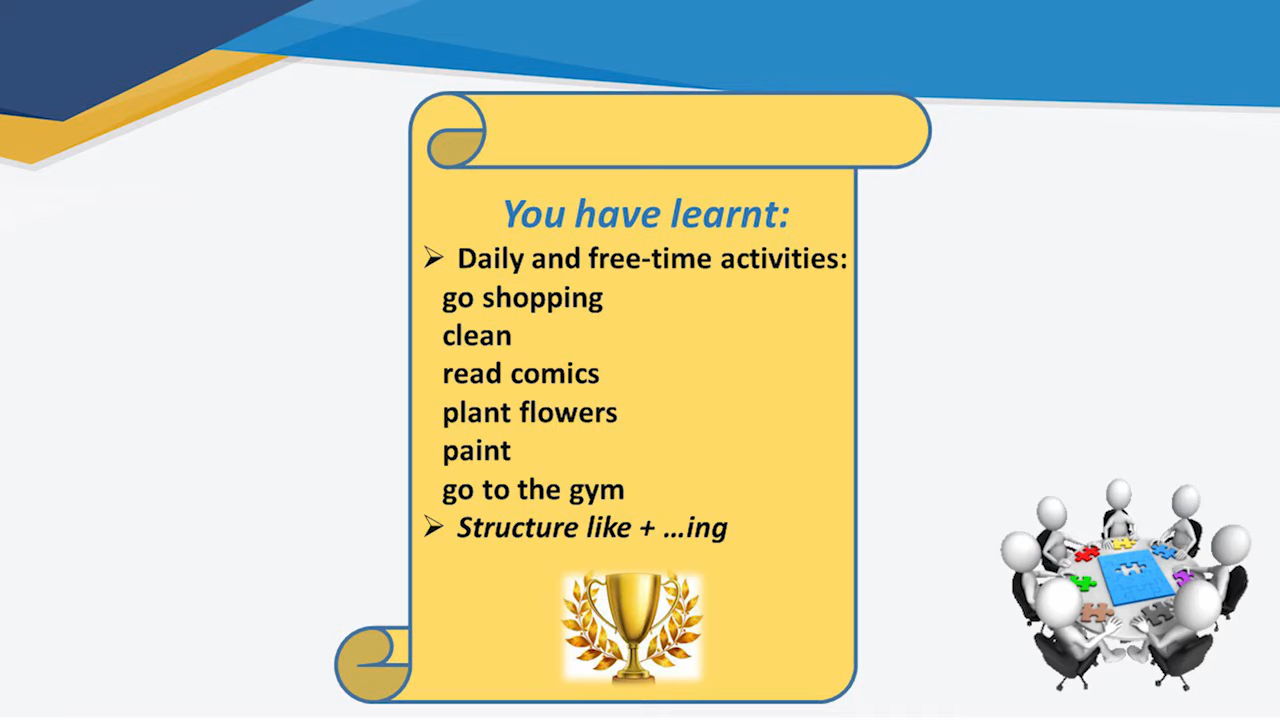 You have learnt:
➢ Daily and free-time activities:
go shopping
clean
read comics
plant flowers
paint
go to the gym
➢ Structure like + ...ing